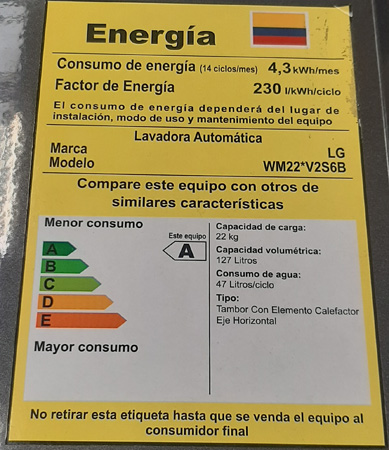 Energía
Consumo de energía (14 ciclos/mes) 4,3 kWh/mes
Factor de Energía 230 l/kWh/ciclo
El consumo de energía dependerá del lugar de
instalación, modo de uso y mantenimiento del equipo
Lavadora Automática
Marca LG
Modelo WM22*V2S6B
Compare este equipo con otros de
similares características
Menor consumo
Este equipo
A
A
B
C
D
E
Mayor consumo
Capacidad de carga:
22 kg
Capacidad volumétrica:
127 Litros
Consumo de agua:
47 Litros/ciclo
Tipo:
Tambor Con Elemento Calefactor
Eje Horizontal
No retirar esta etiqueta hasta que se venda el equipo al
consumidor final